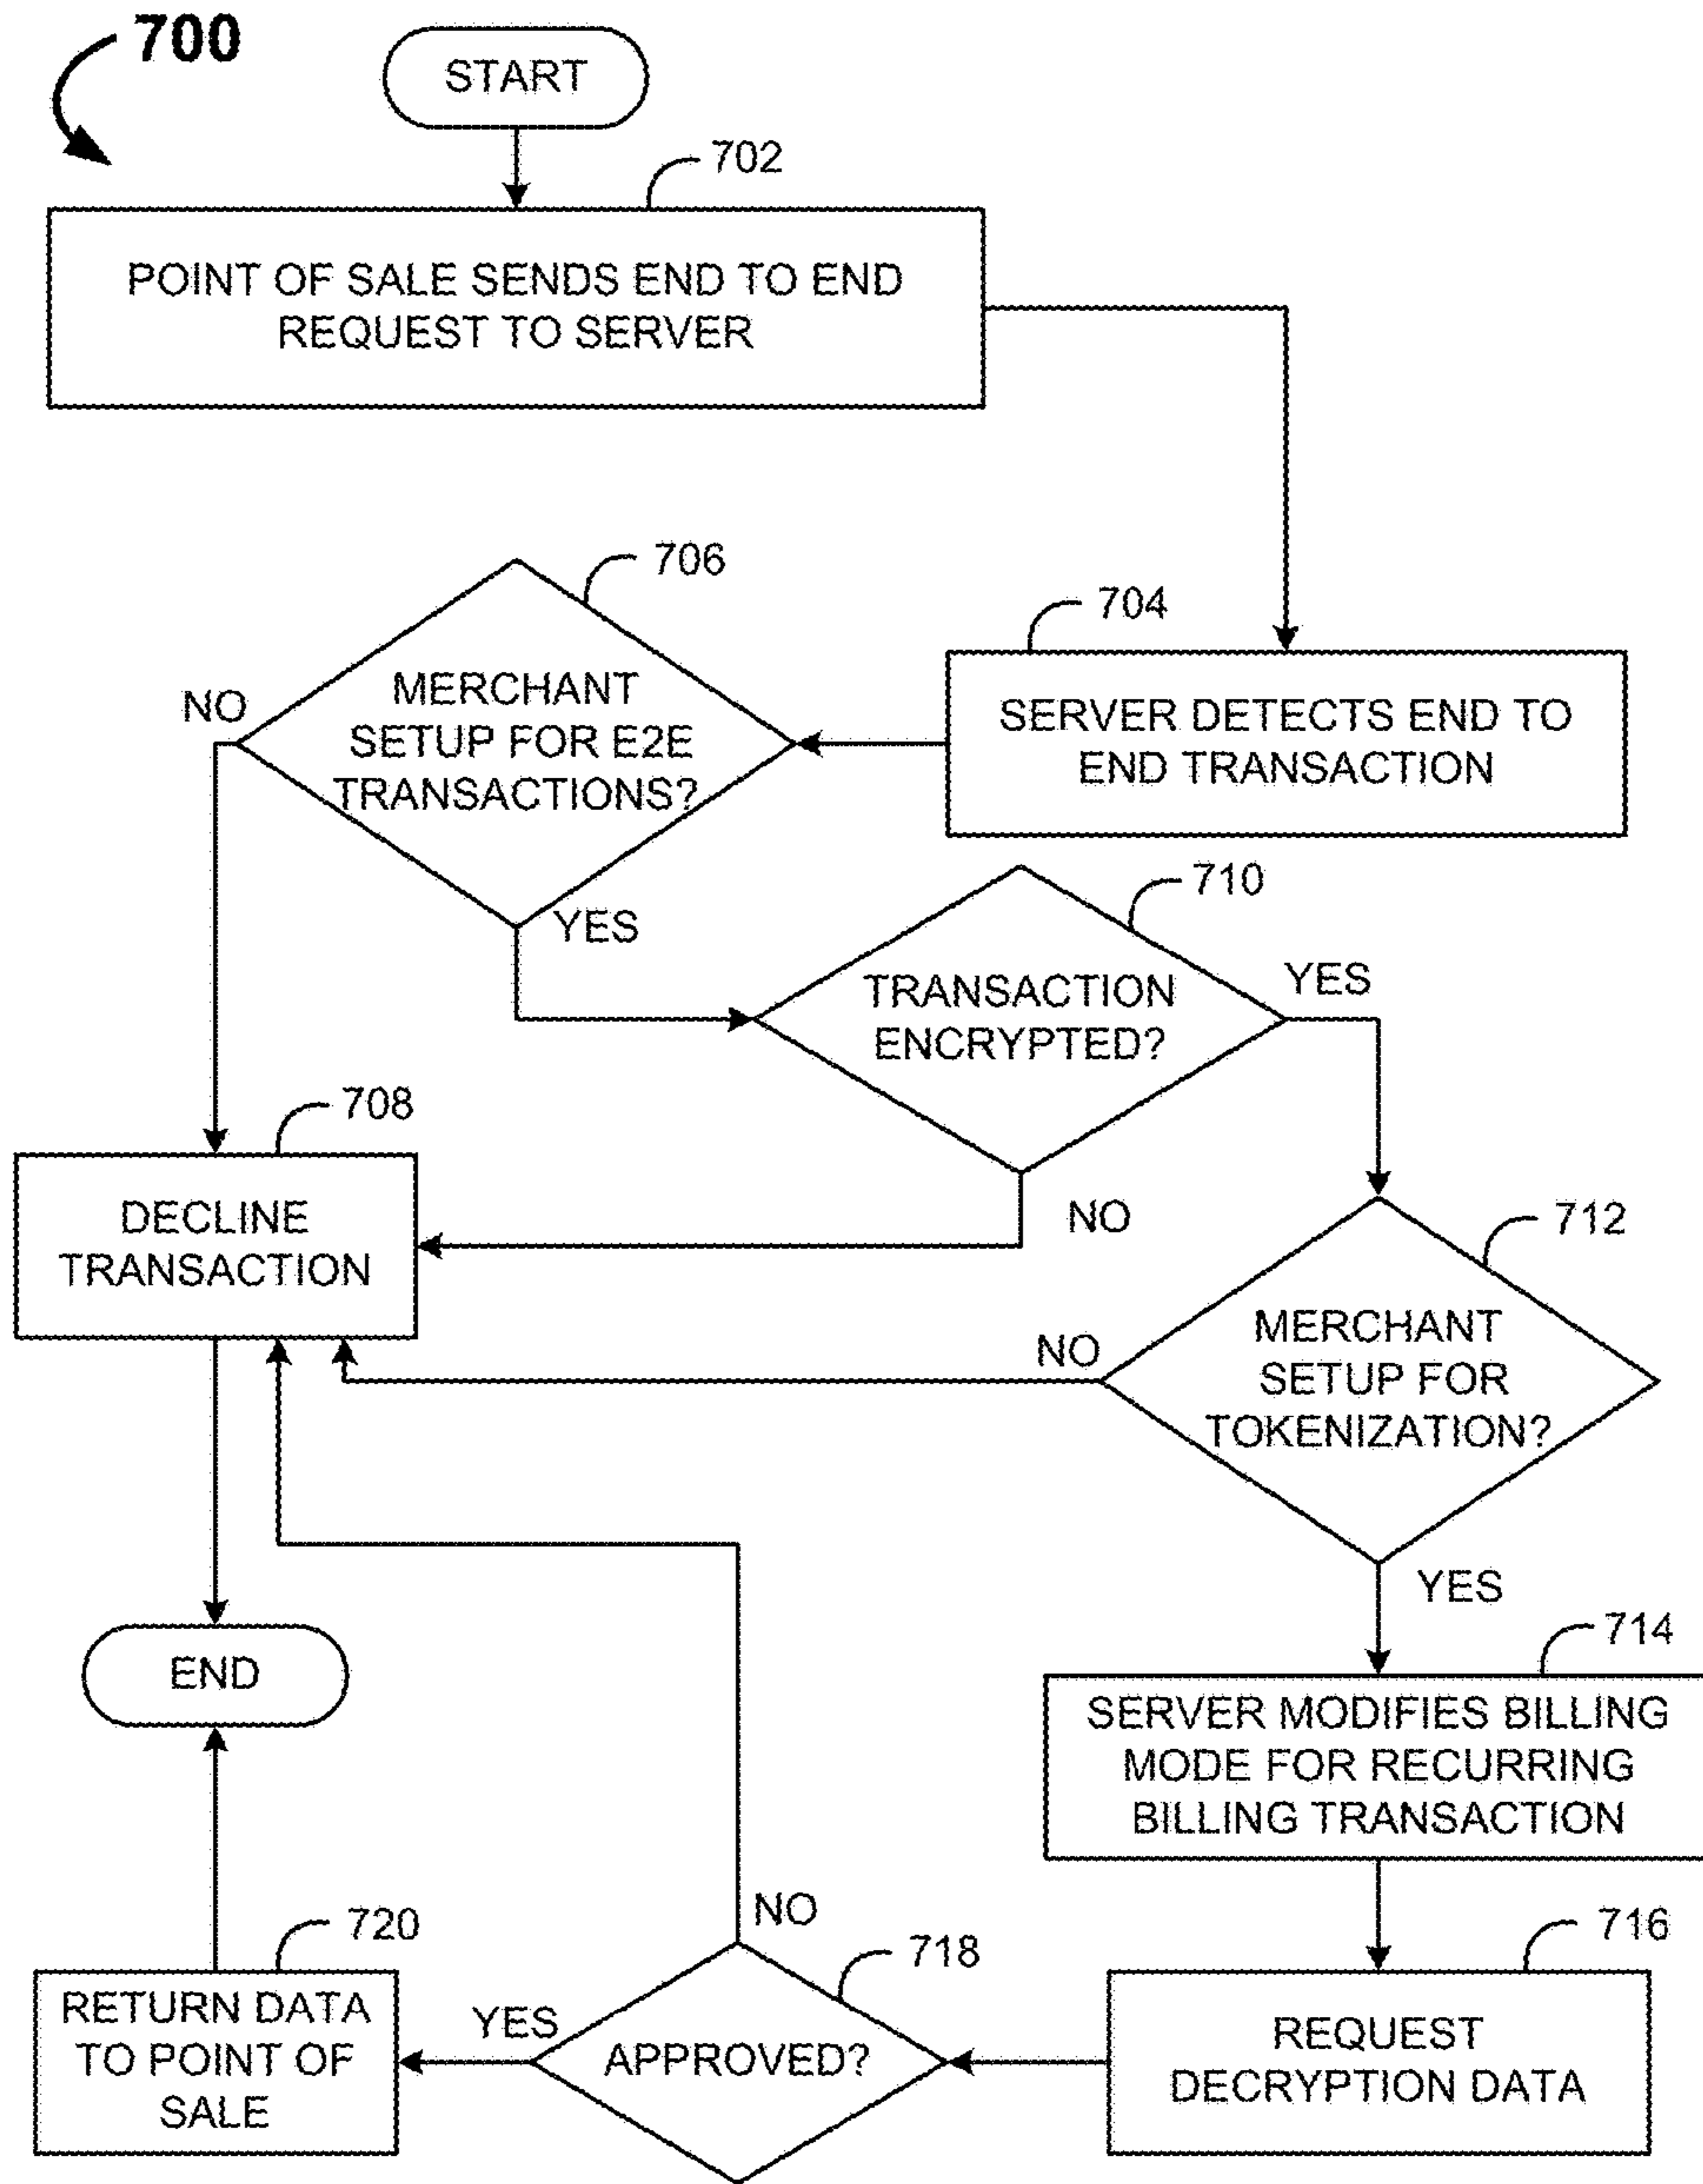 700
START
702
POINT OF SALE SENDS END TO END
REQUEST TO SERVER
706
704
MERCHANT
SETUP FOR E2E
TRANSACTIONS?
NO
YES
SERVER DETECTS END TO
END TRANSACTION
710
TRANSACTION
ENCRYPTED?
YES
NO
708
DECLINE
TRANSACTION
712
MERCHANT
SETUP FOR
TOKENIZATION?
NO
YES
END
714
SERVER MODIFIES BILLING
MODE FOR RECURRING
BILLING TRANSACTION
716
REQUEST
DECRYPTION DATA
718
APPROVED?
NO
YES
720
RETURN DATA
TO POINT OF
SALE